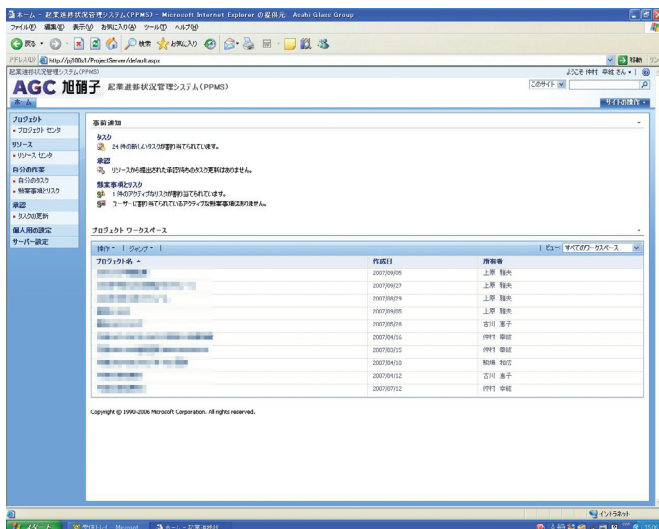 ホーム - 起業進捗状況管理システム(PPMS) - Microsoft Internet Explorer の提供元 Asahi Glass Group
ファイル(F) 編集(E) 表示(V) お気に入り(A) ツール(T) ヘルプ(H)
戻る 検索 お気に入り
アドレス(D) http://pj100s1/ProjectServer/default.aspx 移動
起業進捗状況管理システム(PPMS) ようこそ 仲村 幸紘 さん
AGC 旭硝子 起業進捗状況管理システム(PPMS) このサイト
ホーム サイトの操作
プロジェクト
プロジェクト センタ
リソース
リソース センタ
自分の作業
自分のタスク
懸案事項とリスク
承認
タスクの更新
個人用の設定
サーバー設定
事前通知
タスク
24 件の新しいタスクが割り当てられています。
承認
リソースから提出された承認待ちのタスク更新はありません。
懸案事項とリスク
1 件のアクティブなリスクが割り当てられています。
ユーザーに割り当てられているアクティブな懸案事項はありません。
プロジェクト ワークスペース
操作 ジャンプ ビュー すべてのワークスペース
プロジェクト名 作成日 所有者
2007/09/05 上原 雅央
2007/09/27 上原 雅央
2007/08/29 上原 雅央
2007/09/05 上原 雅央
2007/05/28 古川 恵子
2007/04/16 仲村 幸紘
2007/03/15 仲村 幸紘
2007/04/10
2007/04/12 古川 恵子
2007/07/12 仲村 幸紘
Copyright © 1990-2006 Microsoft Corporation. All rights reserved.
イントラネット
スタート